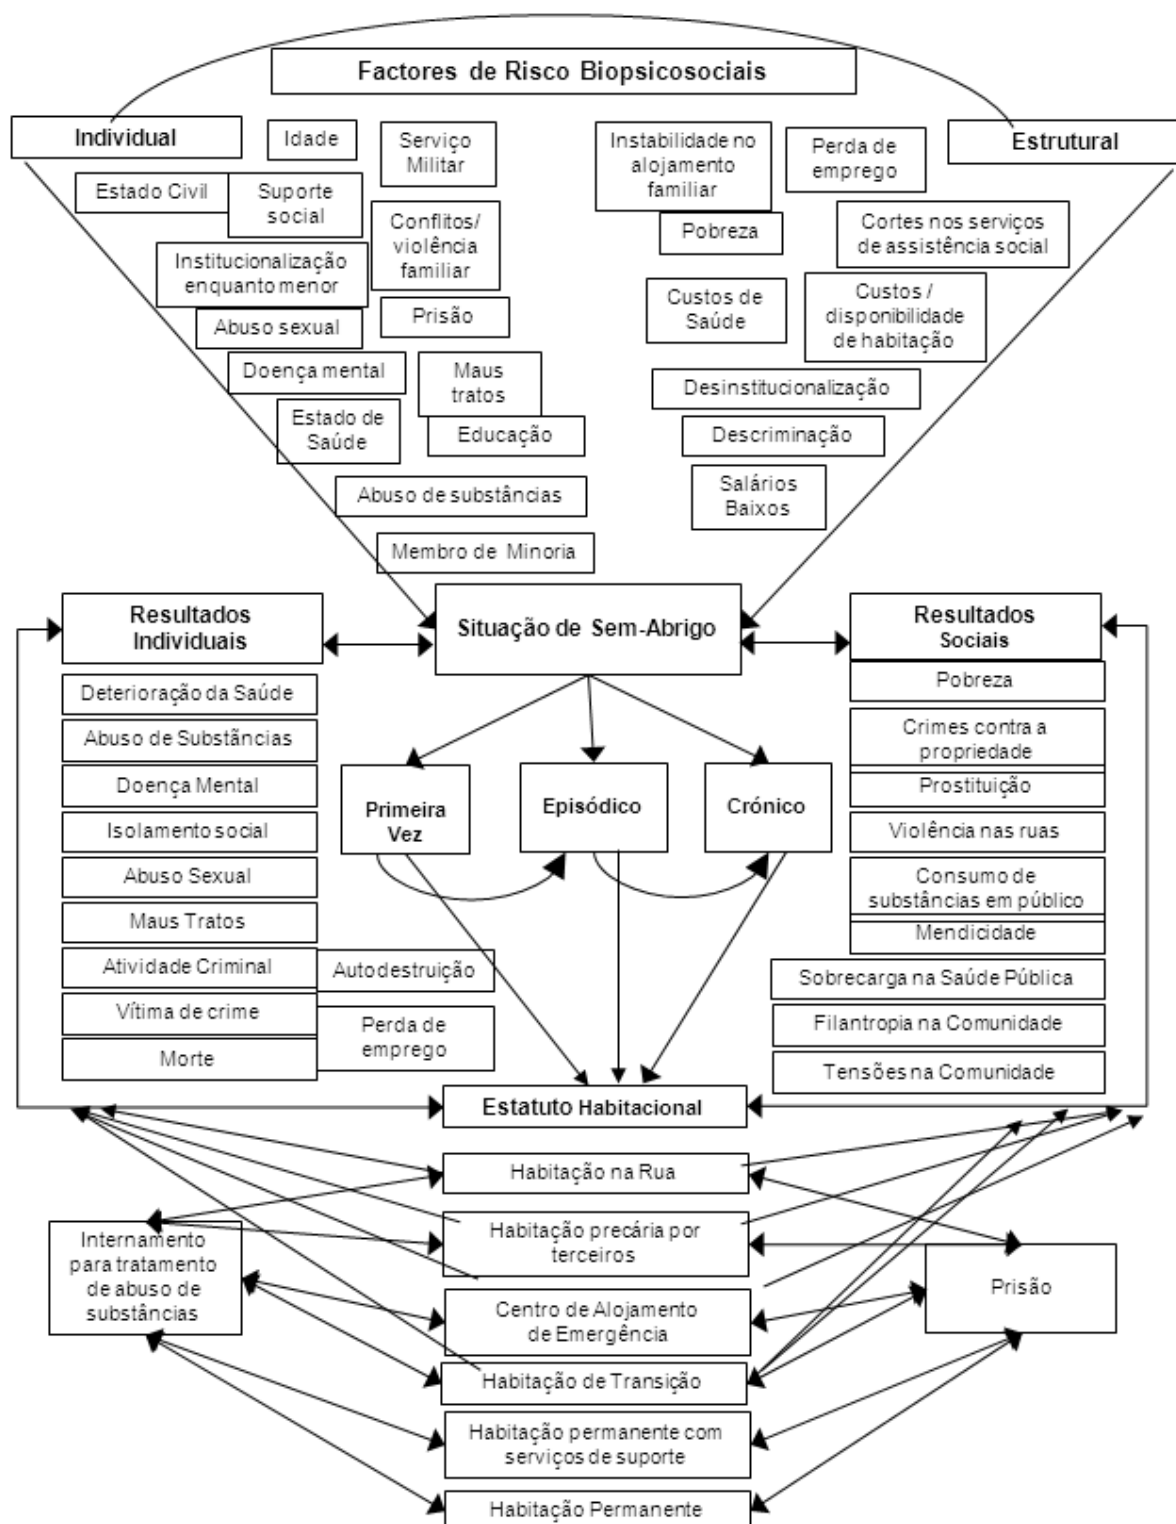 Factores de Risco Biopsicosociais
Individual
Idade
Serviço
Militar
Estado Civil
Suporte
social
Conflitos/
violência
familiar
Institucionalização
enquanto menor
Abuso sexual
Prisão
Doença mental
Maus
tratos
Estado de
Saúde
Educação
Abuso de substâncias
Membro de Minoria
Instabilidade no
alojamento
familiar
Perda de
emprego
Estrutural
Pobreza
Cortes nos serviços
de assistência social
Custos de
Saúde
Custos /
disponibilidade
de habitação
Desinstitucionalização
Descriminação
Salários
Baixos
Resultados
Individuais
Situação de Sem-Abrigo
Resultados
Sociais
Deterioração da Saúde
Abuso de Substâncias
Doença Mental
Isolamento social
Abuso Sexual
Maus Tratos
Atividade Criminal
Autodestruição
Vítima de crime
Perda de
emprego
Morte
Primeira
Vez
Episódico
Crónico
Pobreza
Crimes contra a
propriedade
Prostituição
Violência nas ruas
Consumo de
substâncias em público
Mendicidade
Sobrecarga na Saúde Pública
Filantropia na Comunidade
Tensões na Comunidade
Estatuto Habitacional
Habitação na Rua
Habitação precária por
terceiros
Centro de Alojamento
de Emergência
Habitação de Transição
Habitação permanente com
serviços de suporte
Habitação Permanente
Internamento
para tratamento
de abuso de
substâncias
Prisão